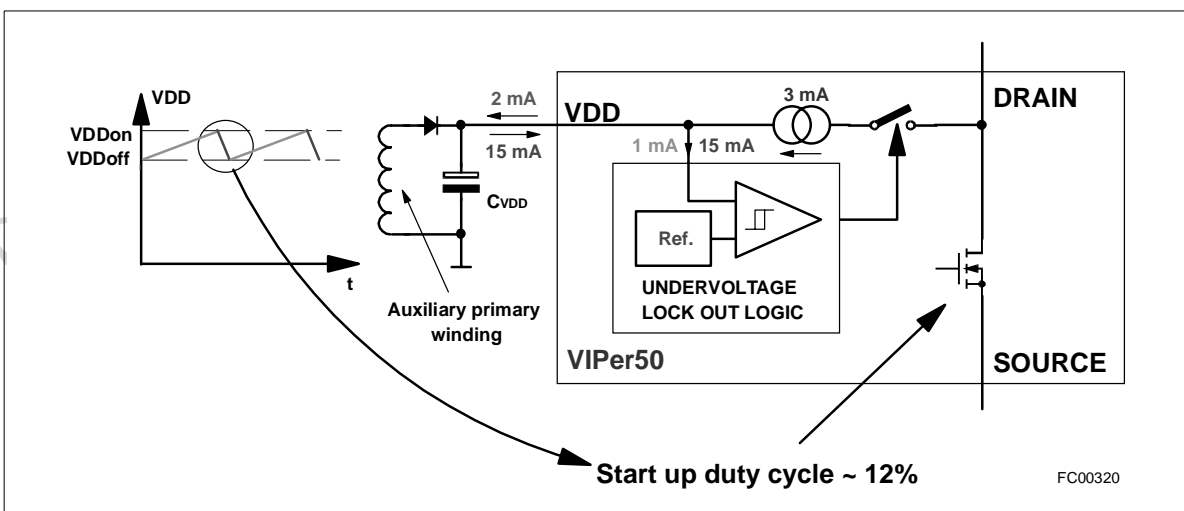 VDD
VDDon
VDDoff
t
2 mA
15 mA
CVDD
Auxiliary primary
winding
VDD
3 mA
DRAIN
1 mA 15 mA
Ref.
UNDERVOLTAGE
LOCK OUT LOGIC
VIPer50
SOURCE
Start up duty cycle ~ 12%
FC00320